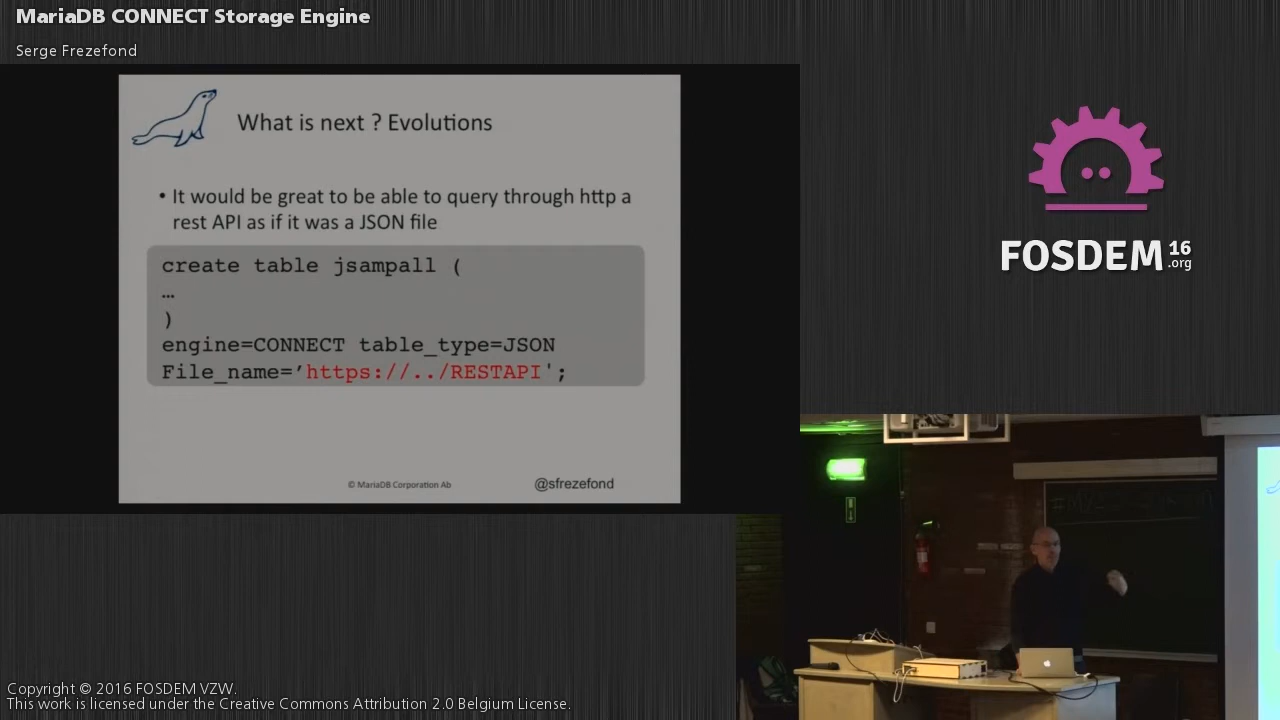 MariaDB CONNECT Storage Engine
Serge Frezefond
What is next ? Evolutions
• It would be great to be able to query through http a
rest API as if it was a JSON file
create table jsampall (
…
)
engine=CONNECT table_type=JSON
File_name=’https://../RESTAPI';
© MariaDB Corporation Ab
@sfrezefond
FOSDEM 16
.org
Copyright © 2016 FOSDEM VZW.
This work is licensed under the Creative Commons Attribution 2.0 Belgium License.